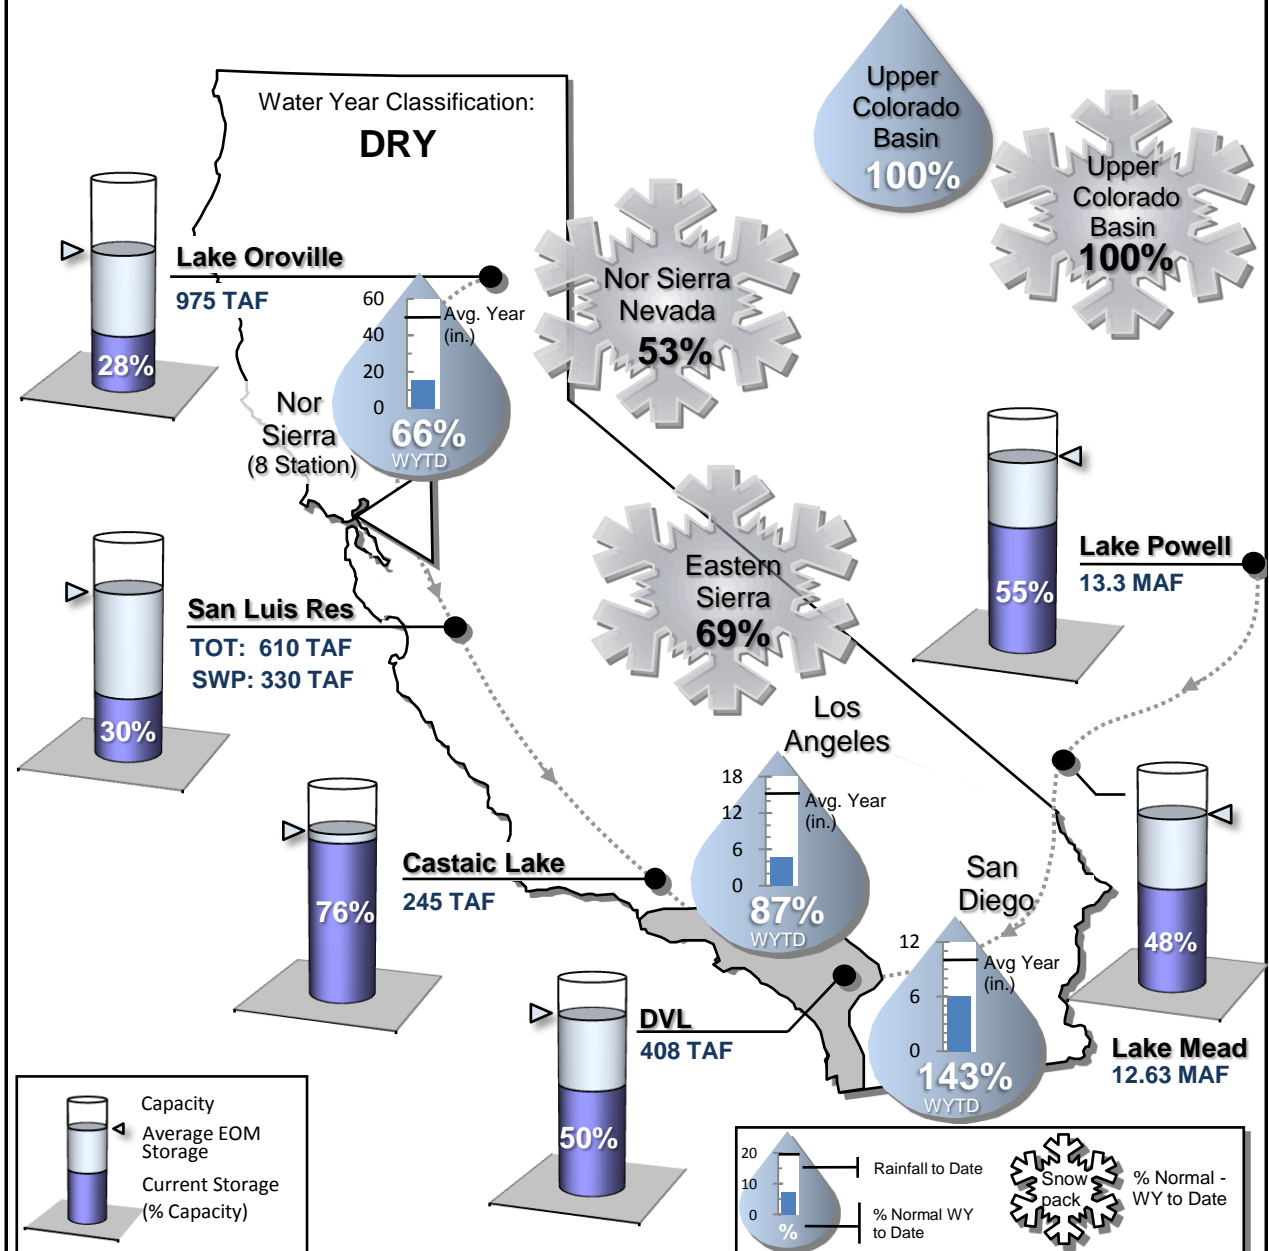 Water Year Classification:
DRY
Upper
Colorado
Basin
100%
Upper
Colorado
Basin
100%
Lake Oroville
975 TAF
28%
60
40
20
0
Avg. Year
(in.)
66%
WYTD
Nor
Sierra
(8 Station)
Nor Sierra
Nevada
53%
Eastern
Sierra
69%
Lake Powell
13.3 MAF
55%
San Luis Res
TOT: 610 TAF
SWP: 330 TAF
30%
Los
Angeles
18
12
6
0
Avg. Year
(in.)
87%
WYTD
Castaic Lake
245 TAF
76%
San
Diego
12
6
0
Avg Year
(in.)
143%
WYTD
48%
Lake Mead
12.63 MAF
DVL
408 TAF
50%
Capacity
Average EOM
Storage
Current Storage
(% Capacity)
20
10
0
%
Rainfall to Date
% Normal WY
to Date
Snow
pack
% Normal -
WY to Date